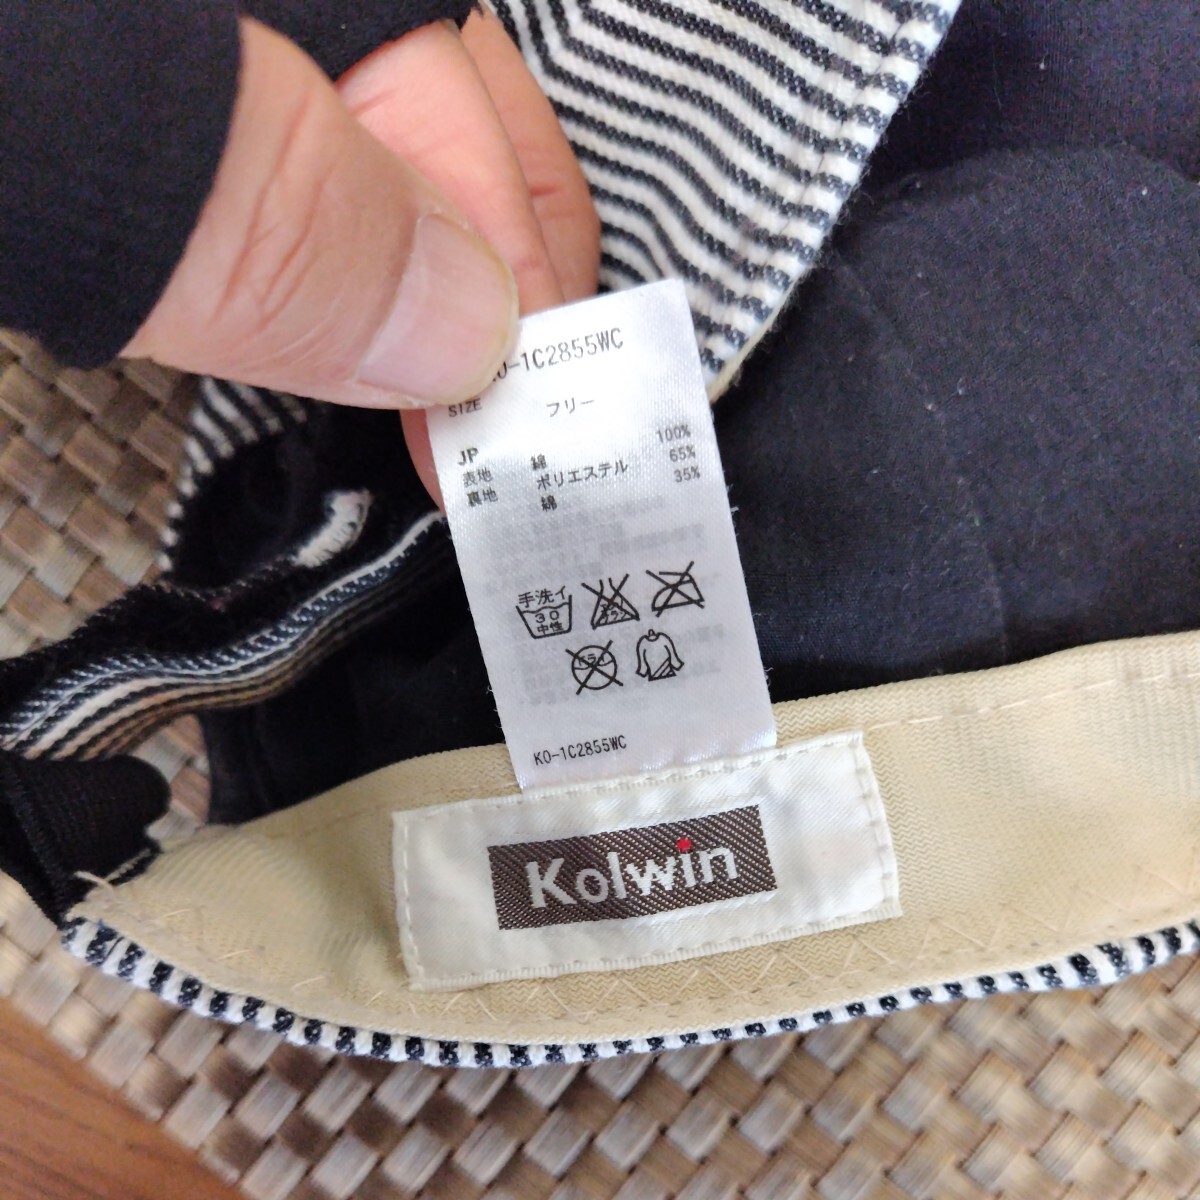 O-1C2855WC
SIZE フリー
JP
表地 綿 100%
裏地 ポリエステル 65%
綿 35%
手洗イ
30
中性
KO-1C2855WC
Kolwin